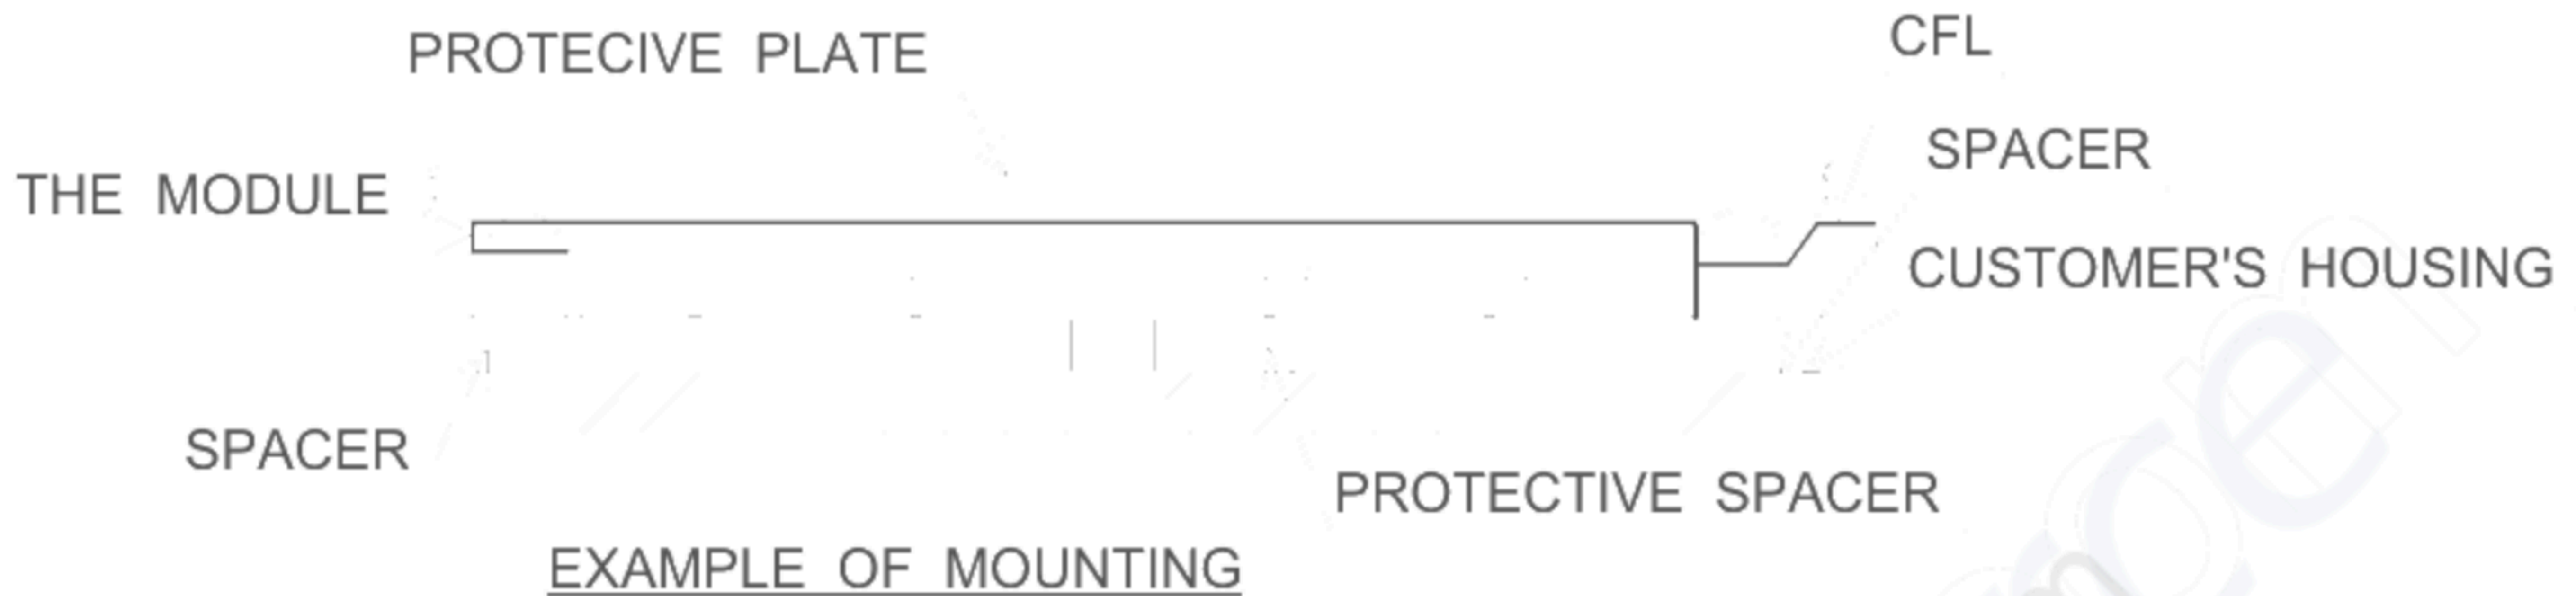 CFL
PROTECIVE PLATE
SPACER
THE MODULE
CUSTOMER'S HOUSING
SPACER
PROTECTIVE SPACER
EXAMPLE OF MOUNTING